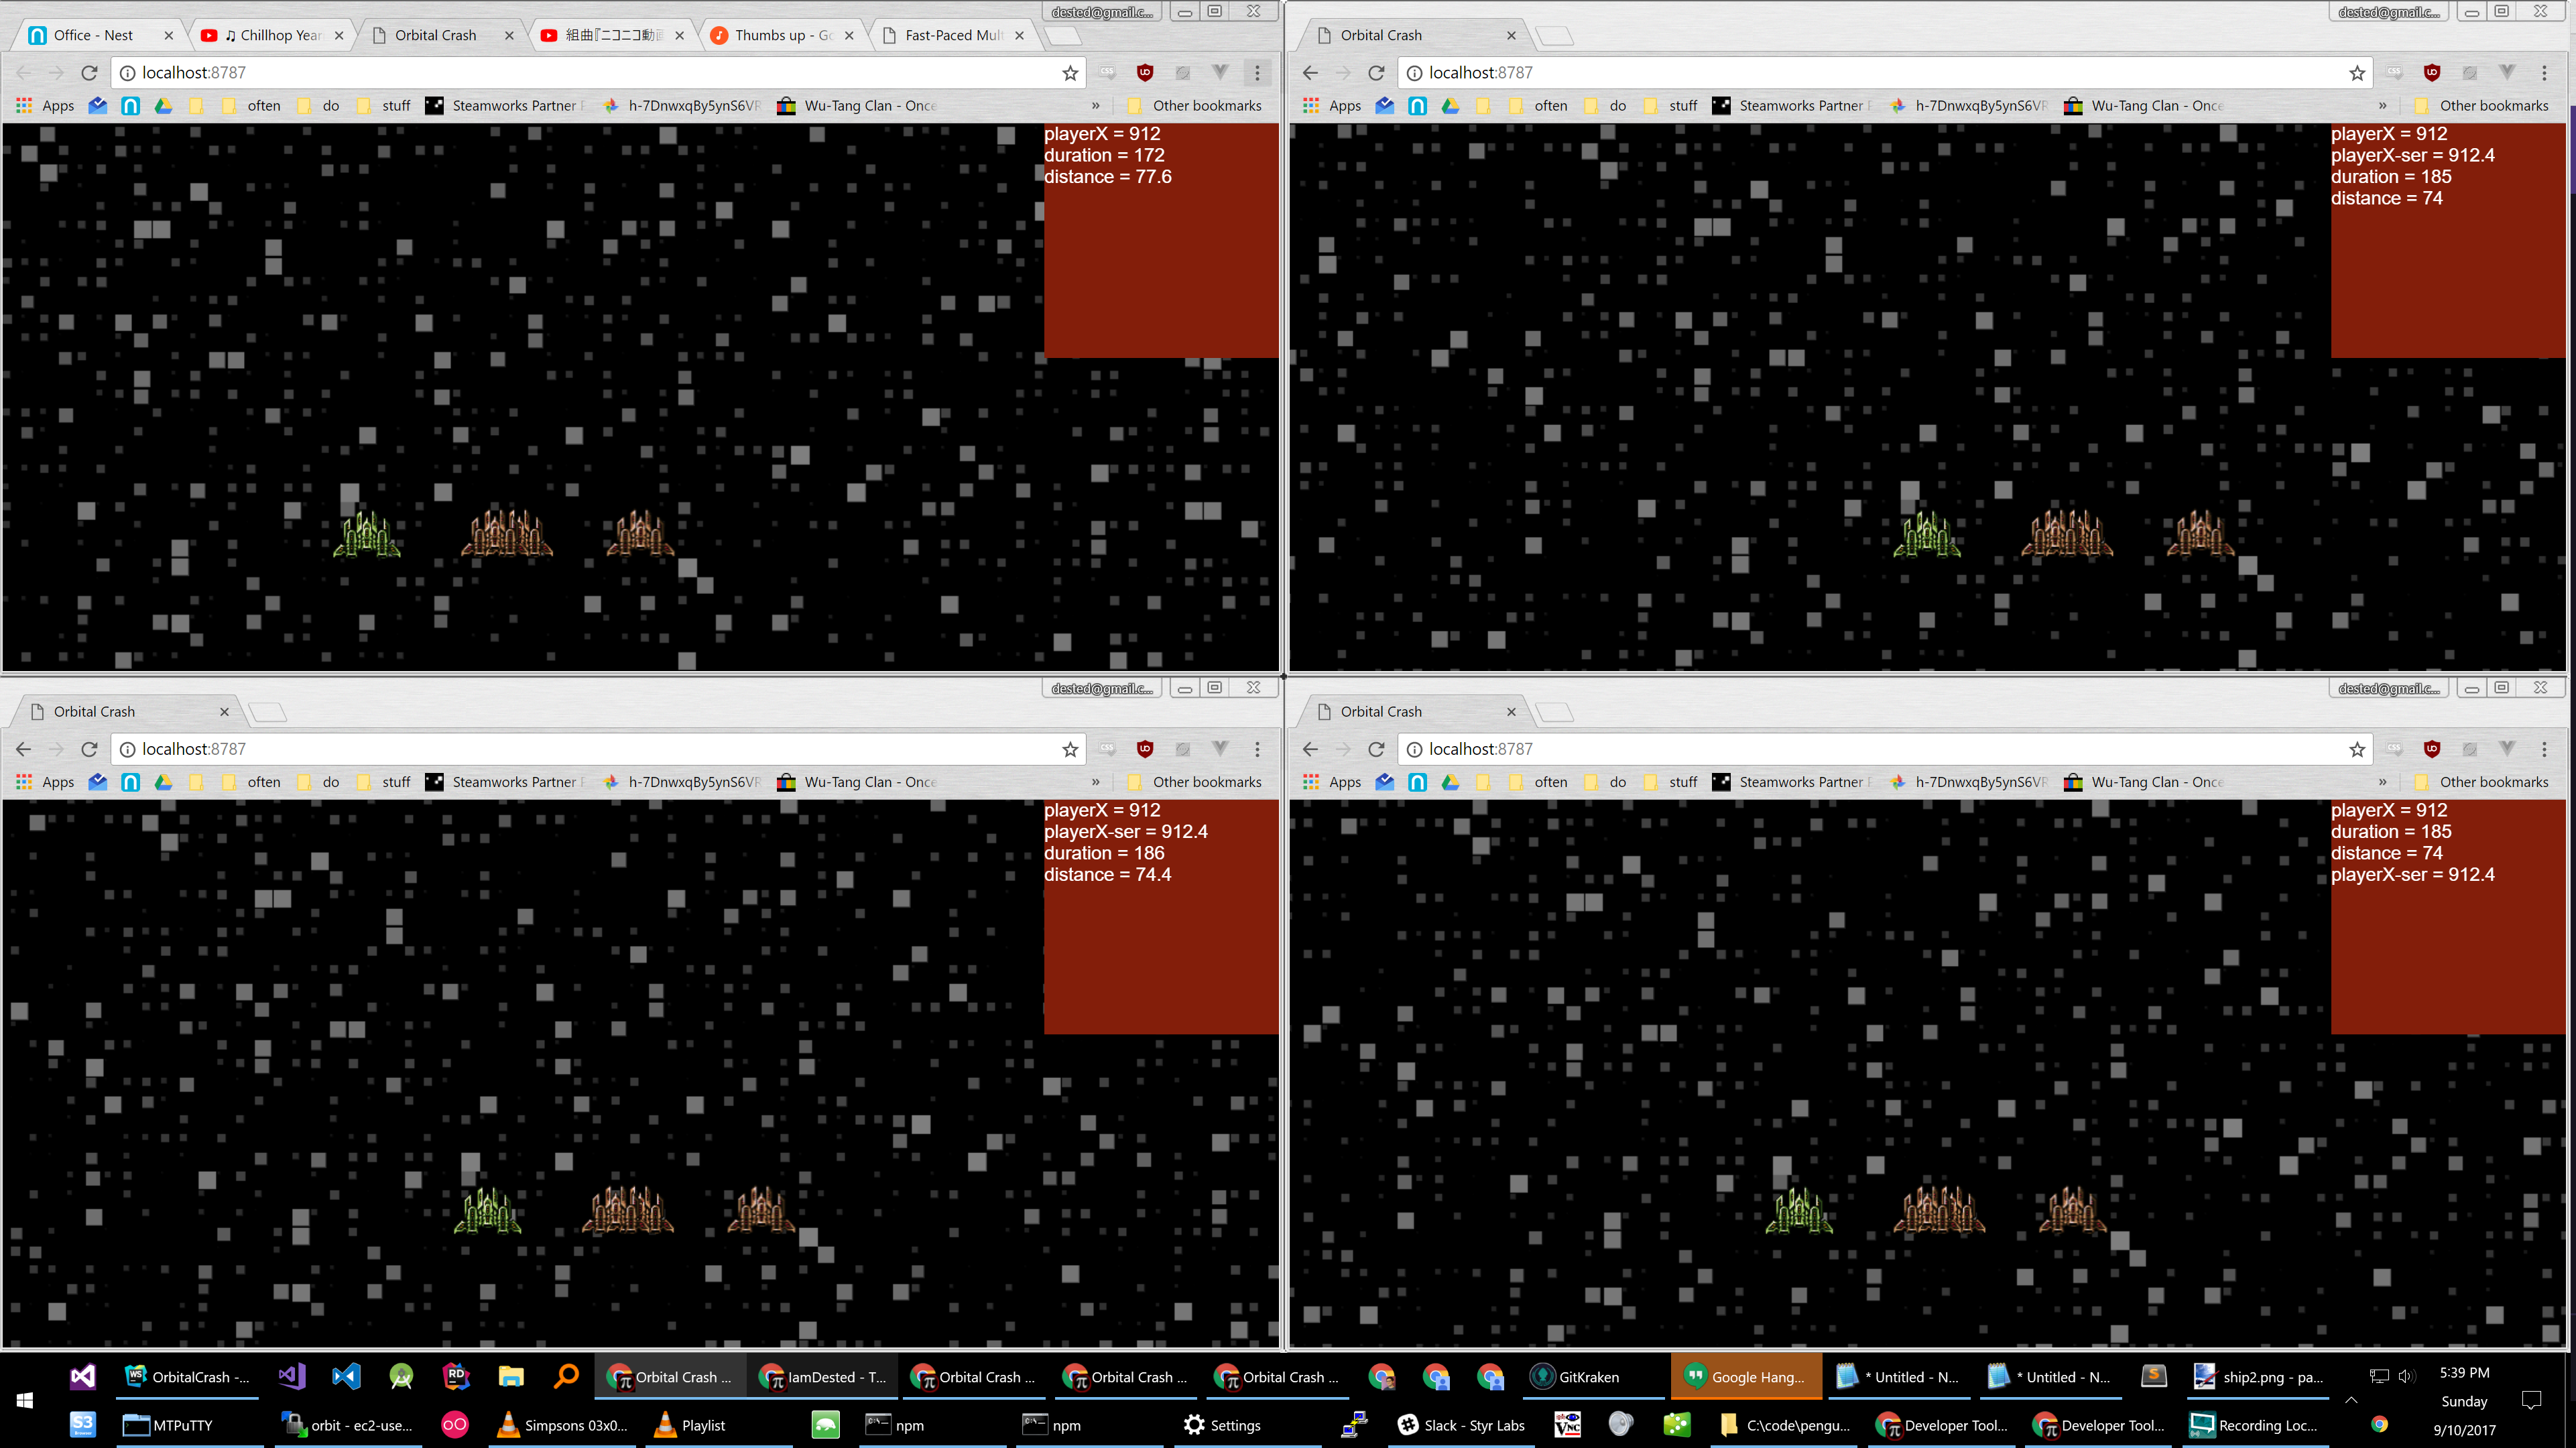 dested@gmail.c...
Office - Nest
♫ Chillhop Year
Orbital Crash
組曲『ニコニコ動画
Thumbs up - Go
Fast-Paced Mult
localhost:8787
Apps
often
do
stuff
Steamworks Partner
h-7DnwxqBy5ynS6VR
Wu-Tang Clan - Once
»
Other bookmarks
playerX = 912
duration = 172
distance = 77.6
dested@gmail.c...
Orbital Crash
localhost:8787
Apps
often
do
stuff
Steamworks Partner
h-7DnwxqBy5ynS6VR
Wu-Tang Clan - Once
»
Other bookmarks
playerX = 912
playerX-ser = 912.4
duration = 185
distance = 74
dested@gmail.c...
Orbital Crash
localhost:8787
Apps
often
do
stuff
Steamworks Partner
h-7DnwxqBy5ynS6VR
Wu-Tang Clan - Once
»
Other bookmarks
playerX = 912
playerX-ser = 912.4
duration = 186
distance = 74.4
dested@gmail.c...
Orbital Crash
localhost:8787
Apps
often
do
stuff
Steamworks Partner
h-7DnwxqBy5ynS6VR
Wu-Tang Clan - Once
»
Other bookmarks
playerX = 912
duration = 185
distance = 74
playerX-ser = 912.4
OrbitalCrash -...
Orbital Crash ...
IamDested - T...
Orbital Crash ...
Orbital Crash ...
Orbital Crash ...
GitKraken
Google Hang...
* Untitled - N...
* Untitled - N...
ship2.png - pa...
5:39 PM
Sunday
9/10/2017
MTPuTTY
orbit - ec2-use...
Simpsons 03x0...
Playlist
npm
npm
Settings
Slack - Styr Labs
C:\code\pengu...
Developer Tool...
Developer Tool...
Recording Loc...